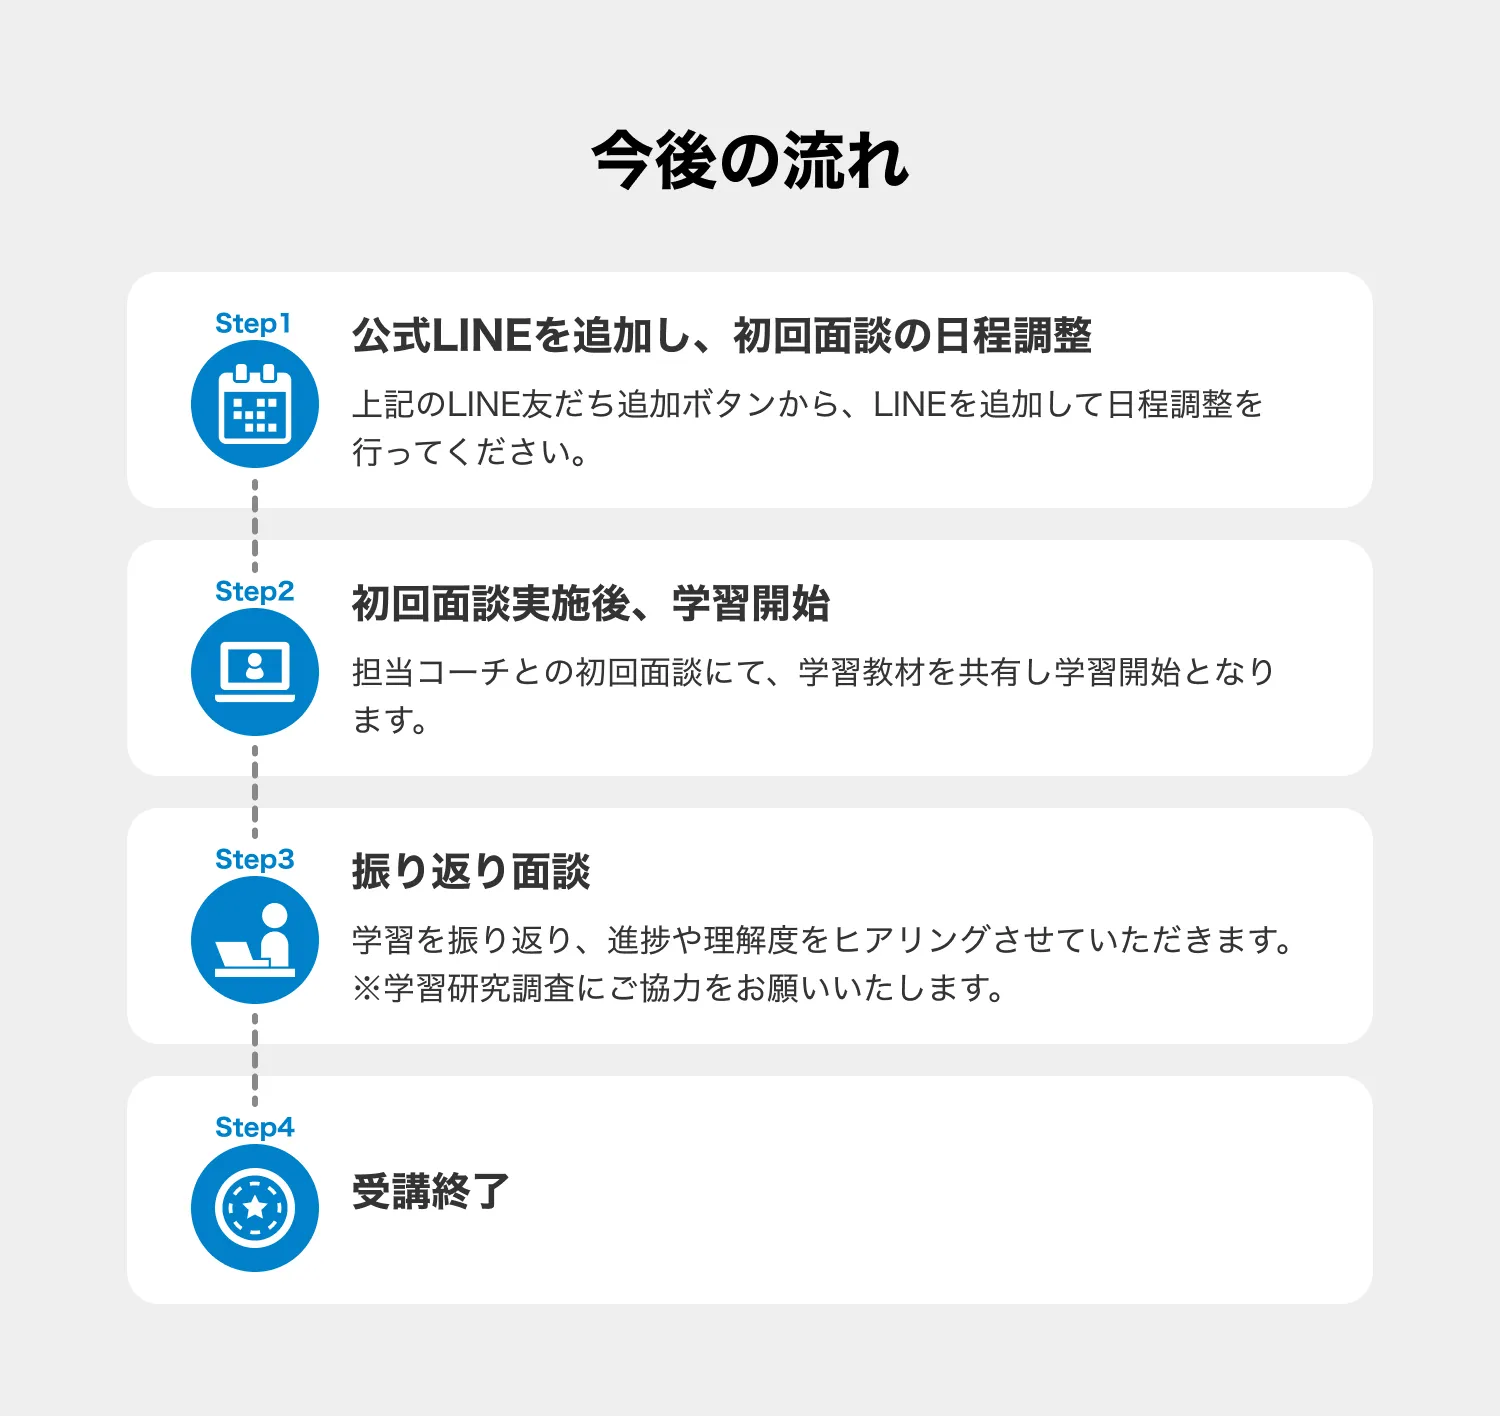 今後の流れ
Step1
公式LINEを追加し、初回面談の日程調整
上記のLINE友だち追加ボタンから、LINEを追加して日程調整を
行ってください。
Step2
初回面談実施後、学習開始
担当コーチとの初回面談にて、学習教材を共有し学習開始となり
ます。
Step3
振り返り面談
学習を振り返り、進捗や理解度をヒアリングさせていただきます。
※学習研究調査にご協力をお願いいたします。
Step4
受講終了